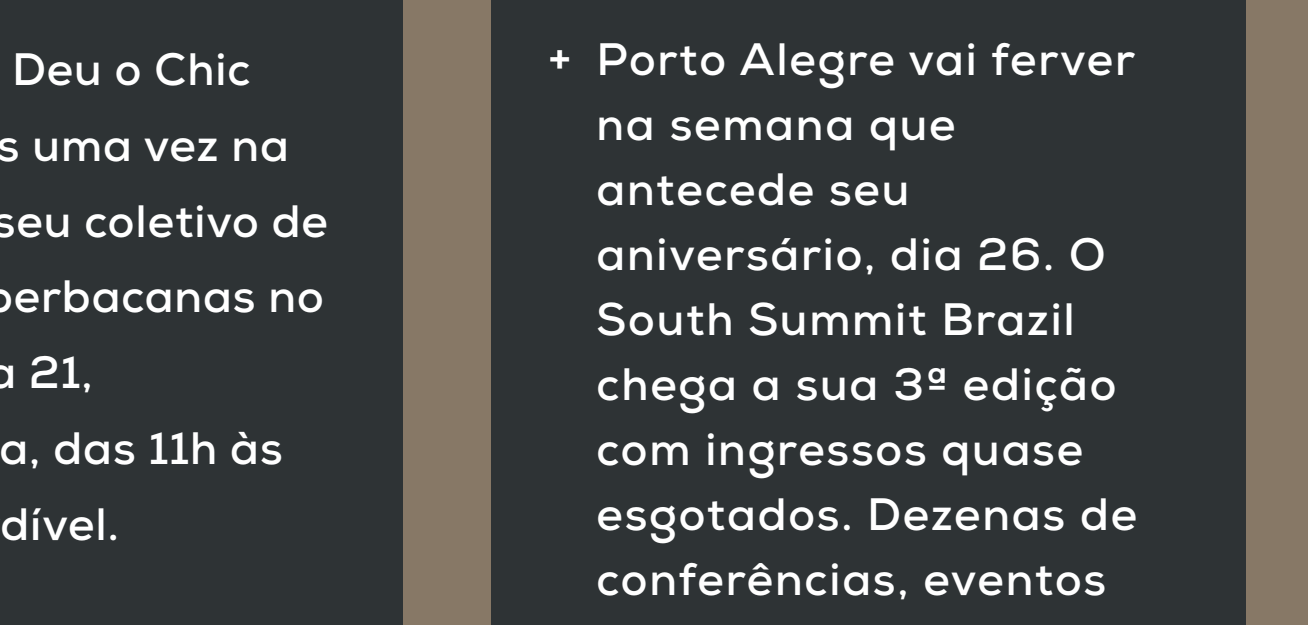 Deu o Chic
uma vez na
seu coletivo de
no
21,
das 11h às
+ Porto Alegre vai ferver
na semana que
antecede seu
aniversário, dia 26. O
South Summit Brazil
chega a sua 3ª edição
com ingressos quase
esgotados. Dezenas de
conferências, eventos